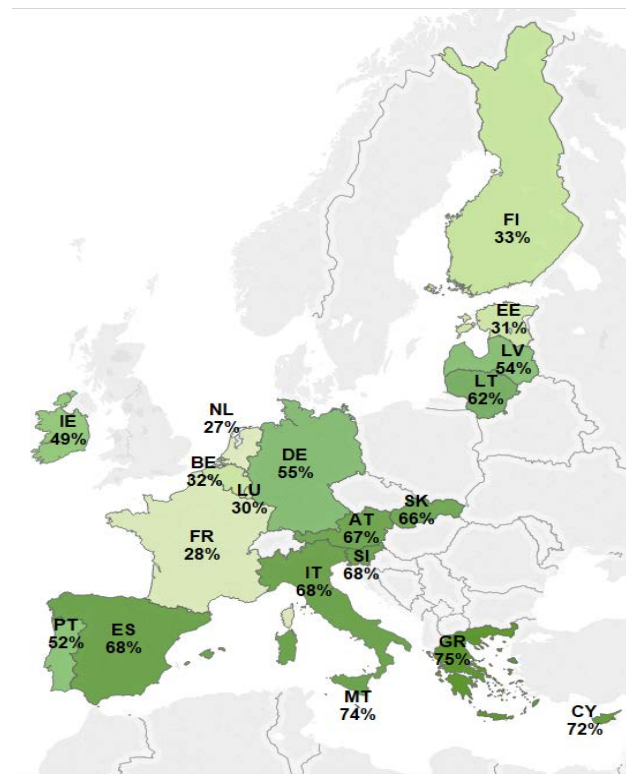 FI
33%
EE
31%
LV
54%
LT
62%
IE
49%
NL
27%
DE
55%
BE
32%
LU
30%
SK
66%
AT
67%
FR
28%
SI
68%
IT
68%
PT
52%
ES
68%
GR
75%
MT
74%
CY
72%